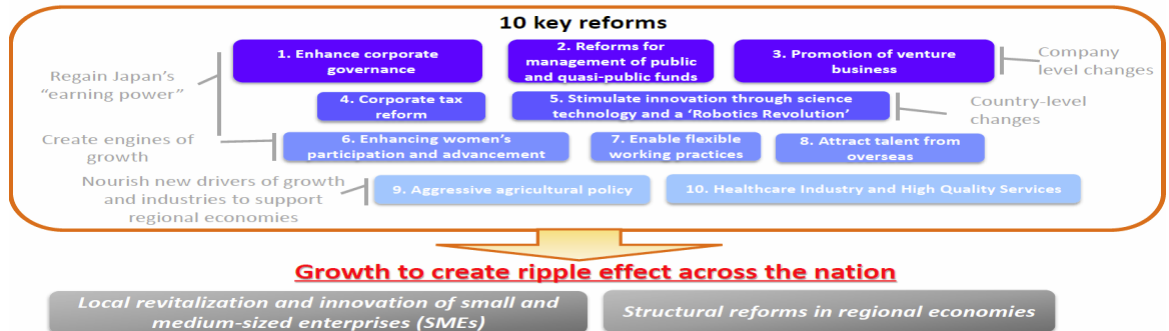 10 key reforms
1. Enhance corporate
governance
2. Reforms for
management of public
and quasi-public funds
3. Promotion of venture
business
Company
level changes
Regain Japan's
"earning power"
4. Corporate tax
reform
5. Stimulate innovation through science
technology and a 'Robotics Revolution'
Country-level
changes
Create engines of
growth
6. Enhancing women's
participation and advancement
7. Enable flexible
working practices
8. Attract talent from
overseas
Nourish new drivers of growth
and industries to support
regional economies
9. Aggressive agricultural policy
10. Healthcare Industry and High Quality Services
Growth to create ripple effect across the nation
Local revitalization and innovation of small and
medium-sized enterprises (SMEs)
Structural reforms in regional economies